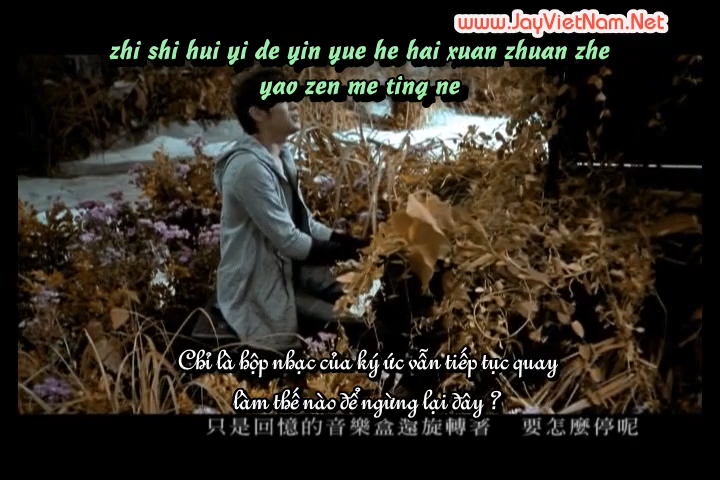 www.JayVietNam.Net
zhi shi hui yi de yin yue he hai xuan zhuan zhe
yao zen me ting ne
Chỉ là hộp nhạc của ký ức vẫn tiếp tục quay
làm thế nào để ngừng lại đây ?
只是回憶的音樂盒還旋轉著 要怎麼停呢